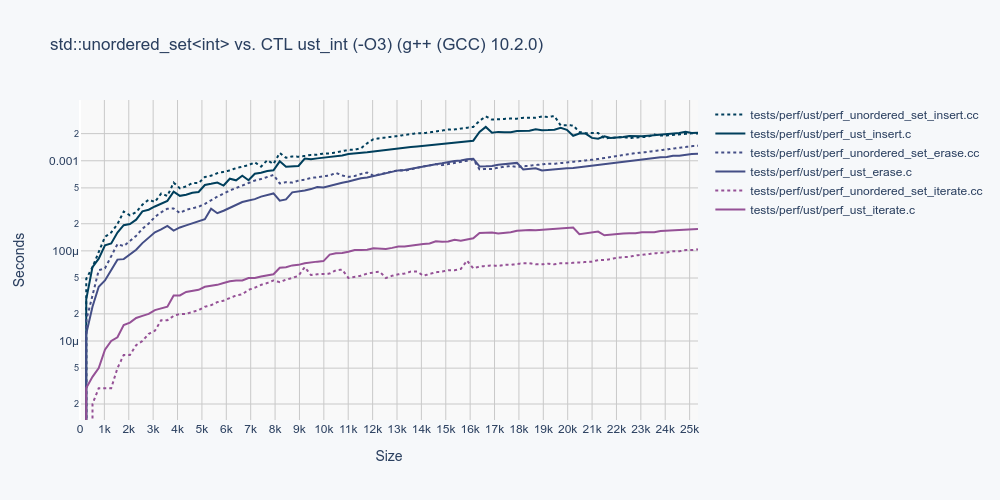 std::unordered_set<int> vs. CTL ust_int (-O3) (g++ (GCC) 10.2.0)
tests/perf/ust/perf_unordered_set_insert.cc
tests/perf/ust/perf_ust_insert.c
tests/perf/ust/perf_unordered_set_erase.cc
tests/perf/ust/perf_ust_erase.c
tests/perf/ust/perf_unordered_set_iterate.cc
tests/perf/ust/perf_ust_iterate.c
Seconds
2
0.001
5
2
100μ
5
2
10μ
5
2
0 1k 2k 3k 4k 5k 6k 7k 8k 9k 10k 11k 12k 13k 14k 15k 16k 17k 18k 19k 20k 21k 22k 23k 24k 25k
Size